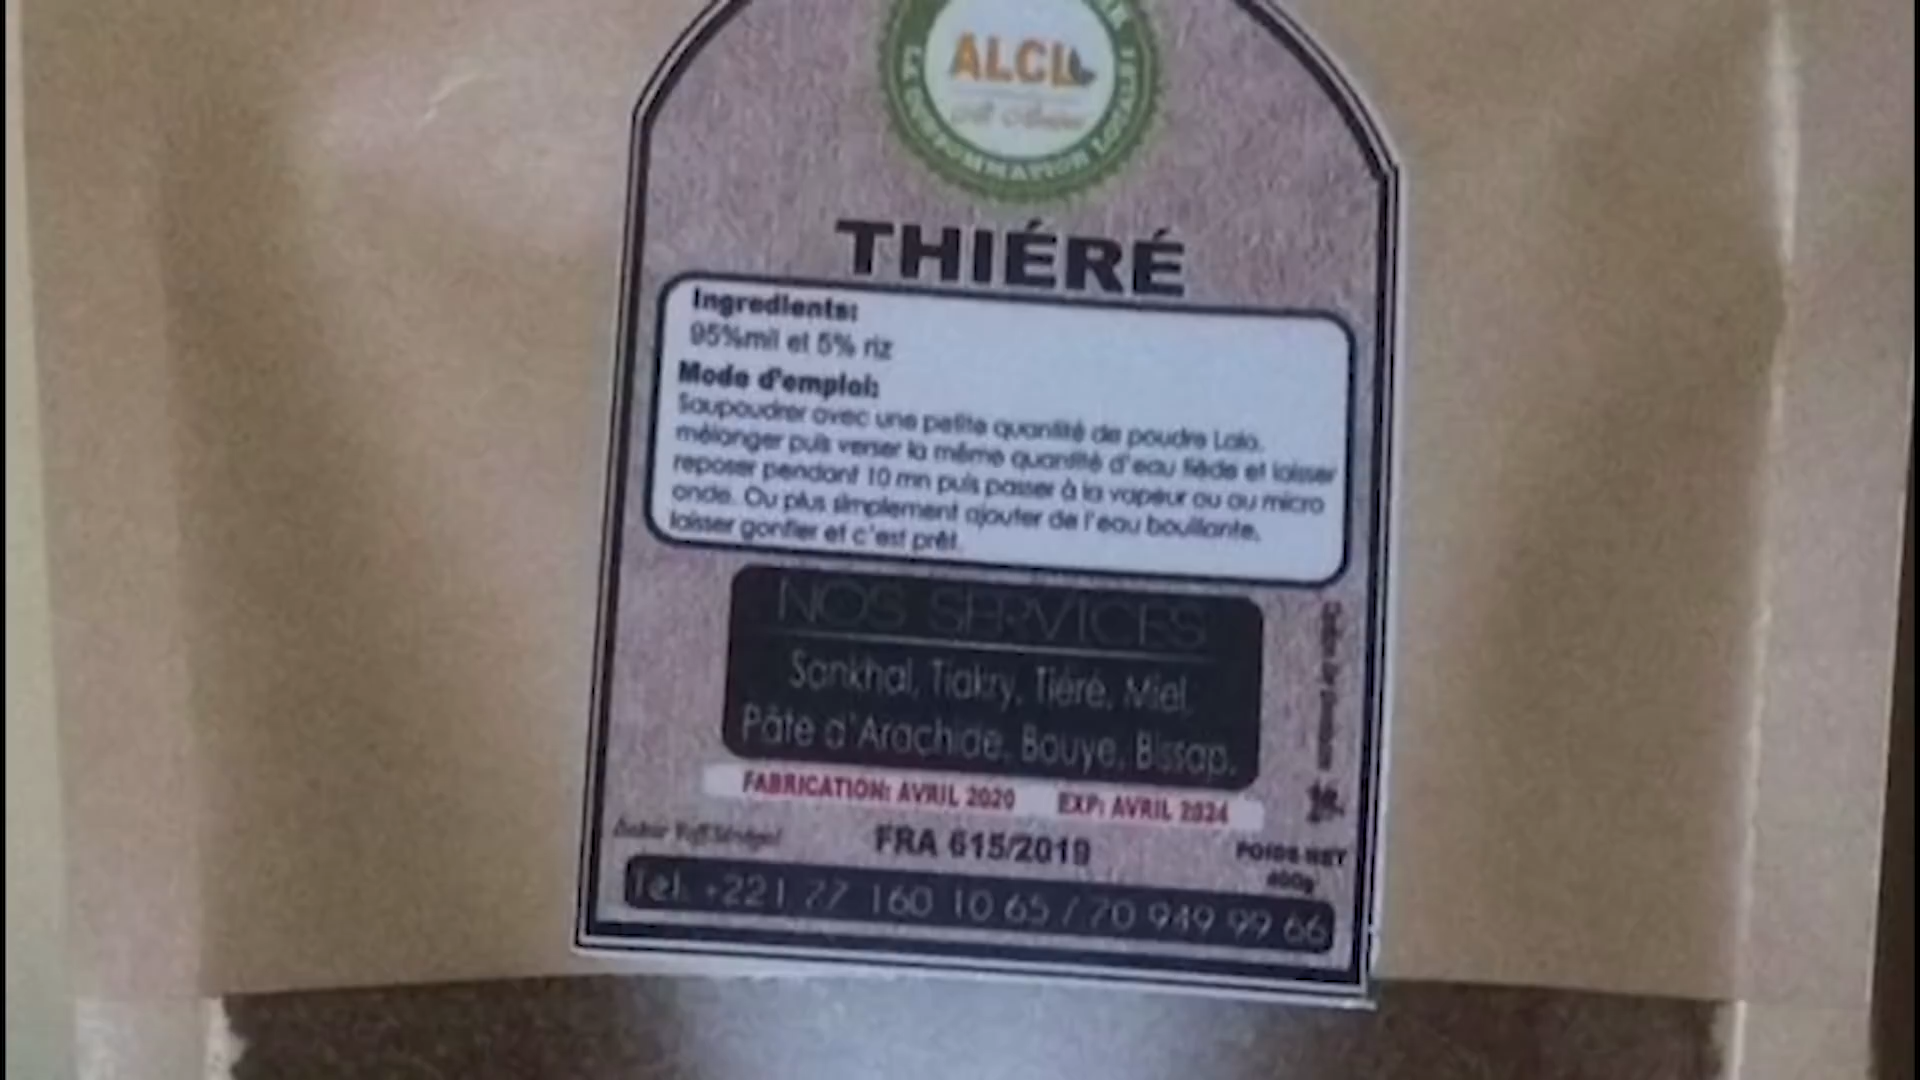 ALCL
LA CONSOMMATION LOCALE
THIÉRÉ
Ingredients:
95%mil et 5% riz
Mode d'emploi:
Saupoudrer avec une petite quantité de poudre Lalo,
mélanger puis verser la même quantité d'eau tiède et laisser
reposer pendant 10 mn puis passer à la vapeur ou au micro
onde. Ou plus simplement ajouter de l'eau bouillante,
laisser gonfler et c'est prêt.
NOS SERVICES
Sankhal, Tiakry, Tiéré, Miel,
Pâte d'Arachide, Bouye, Bissap.
FABRICATION: AVRIL 2020 EXP: AVRIL 2024
FRA 615/2019
POIDS NET
400g
Tel: +221 77 160 10 65 / 70 949 99 66